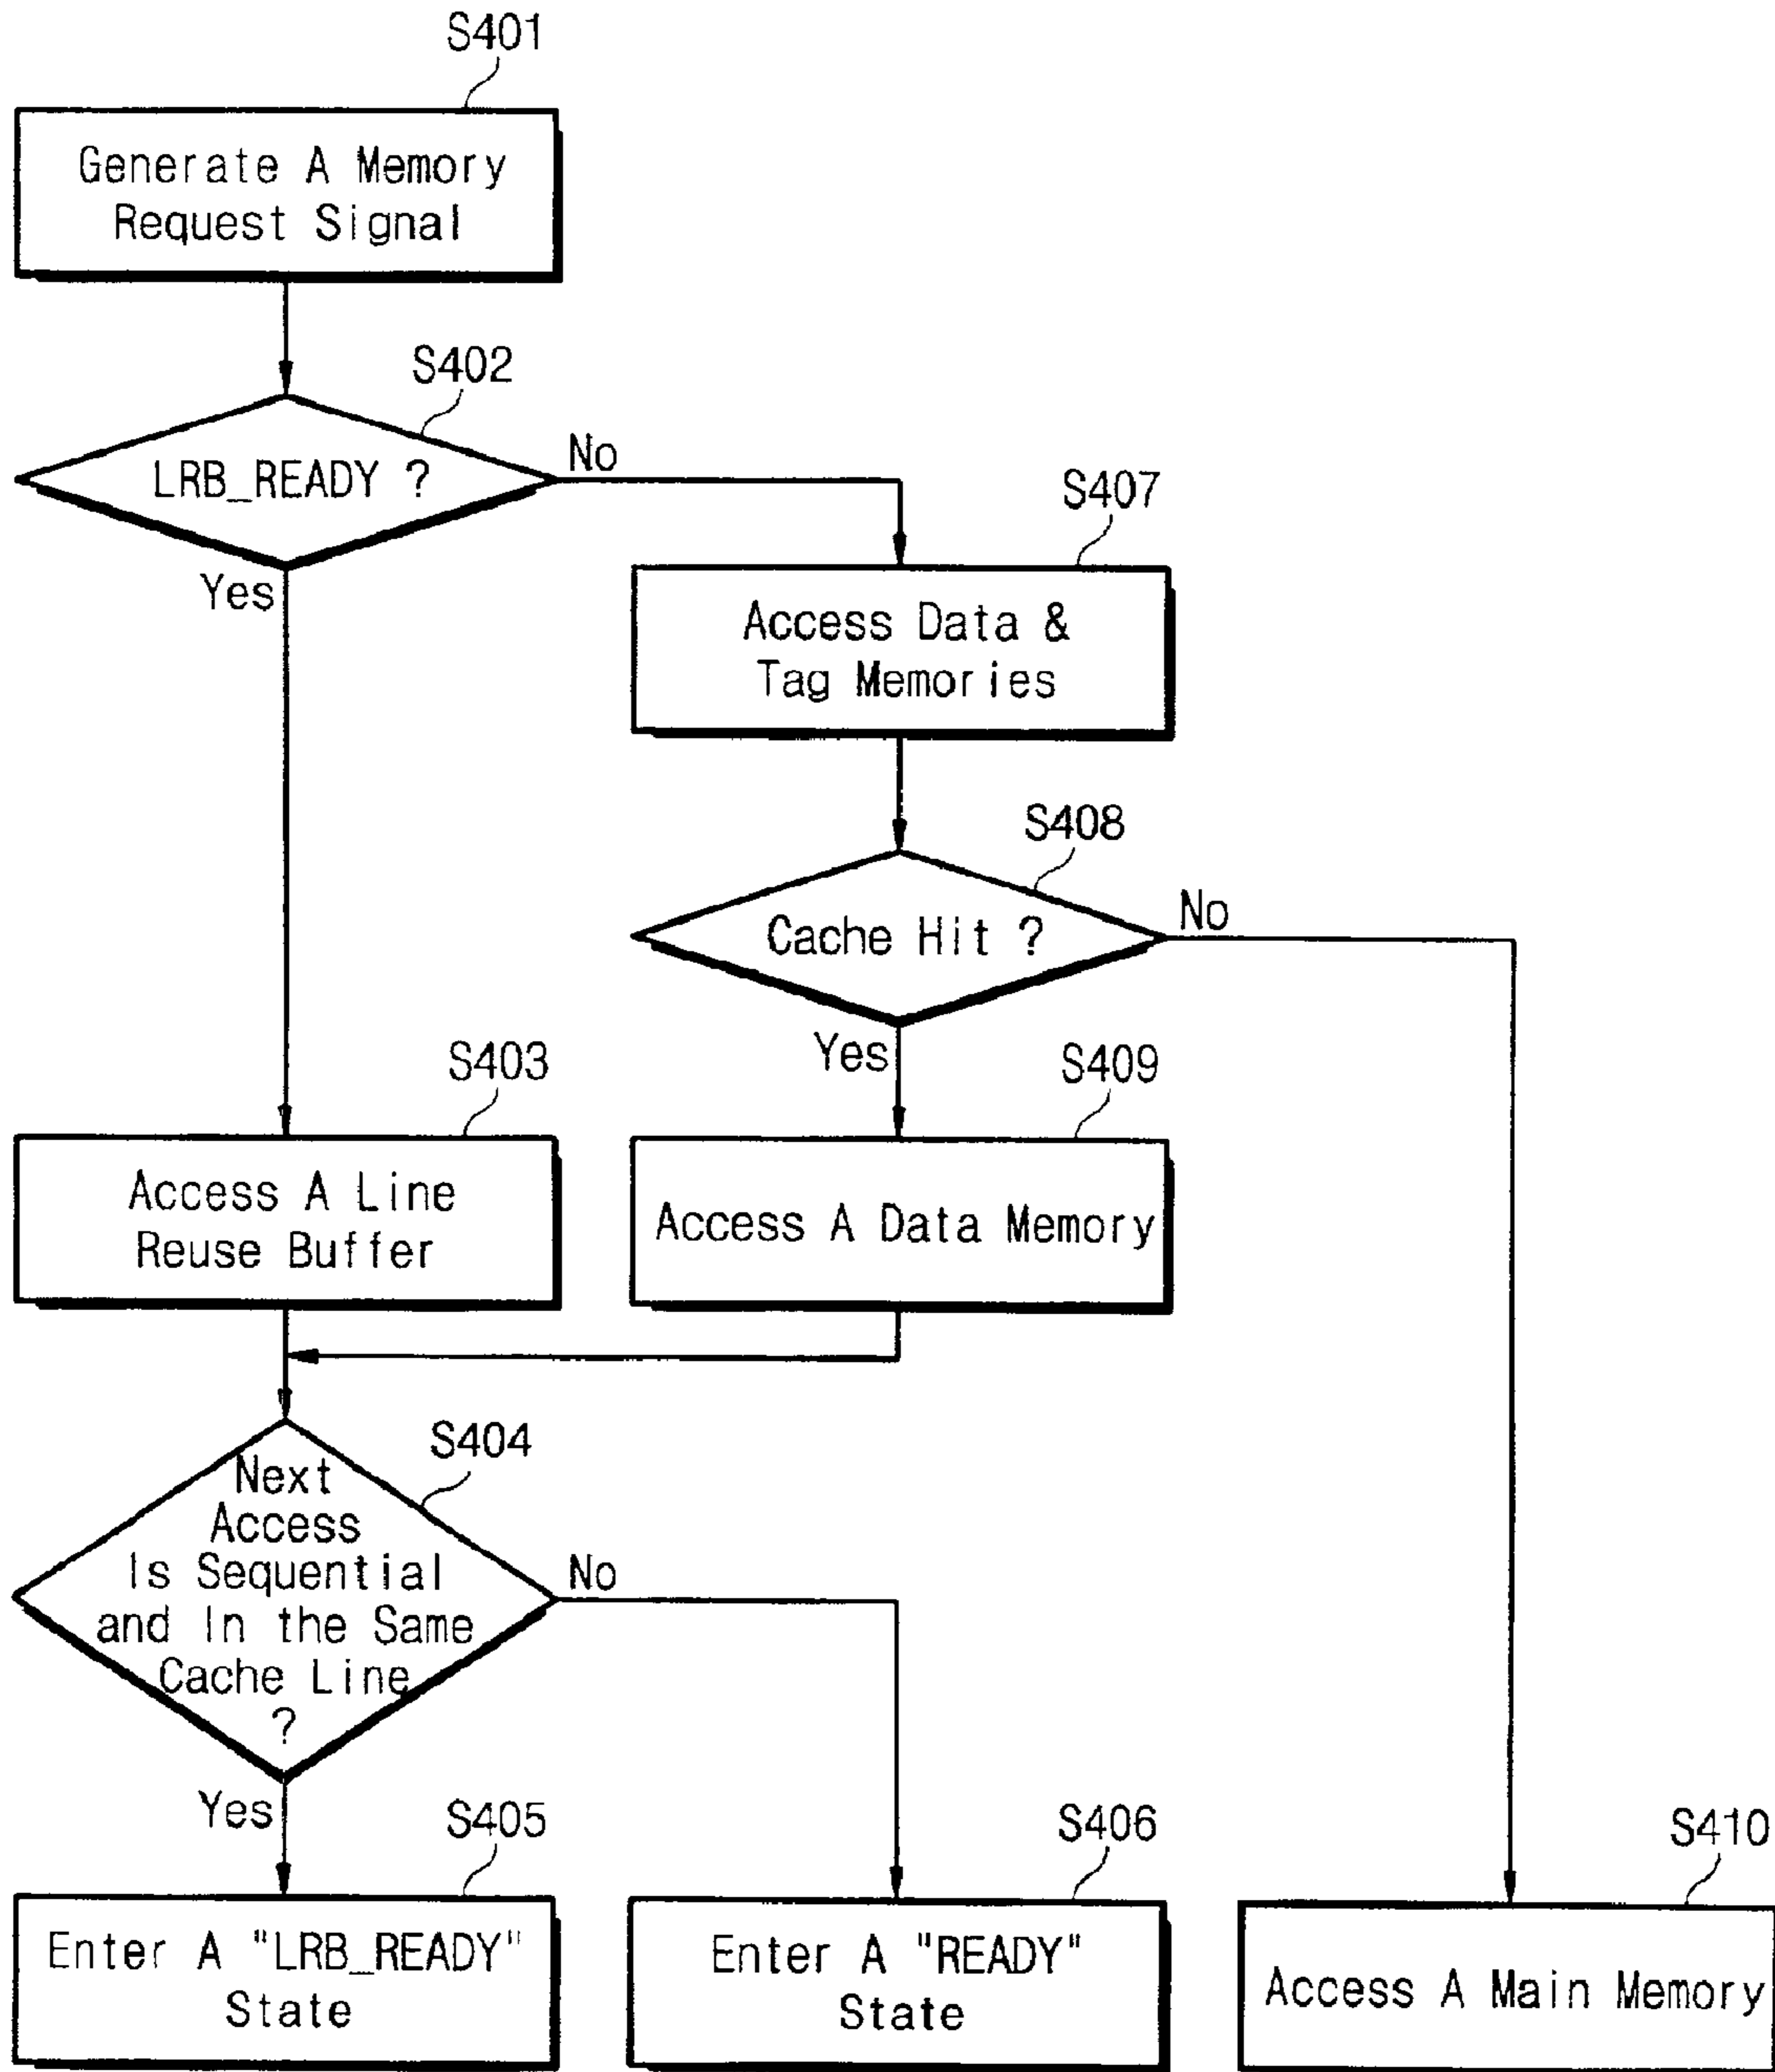 S401
Generate A Memory
Request Signal
S402
LRB_READY ?
No
Yes
S407
Access Data &
Tag Memories
S408
Cache Hit ?
No
Yes
S403
Access A Line
Reuse Buffer
S409
Access A Data Memory
S404
Next
Access
Is Sequential
and In the Same
Cache Line
?
No
Yes
S405
Enter A "LRB_READY"
State
S406
Enter A "READY"
State
S410
Access A Main Memory